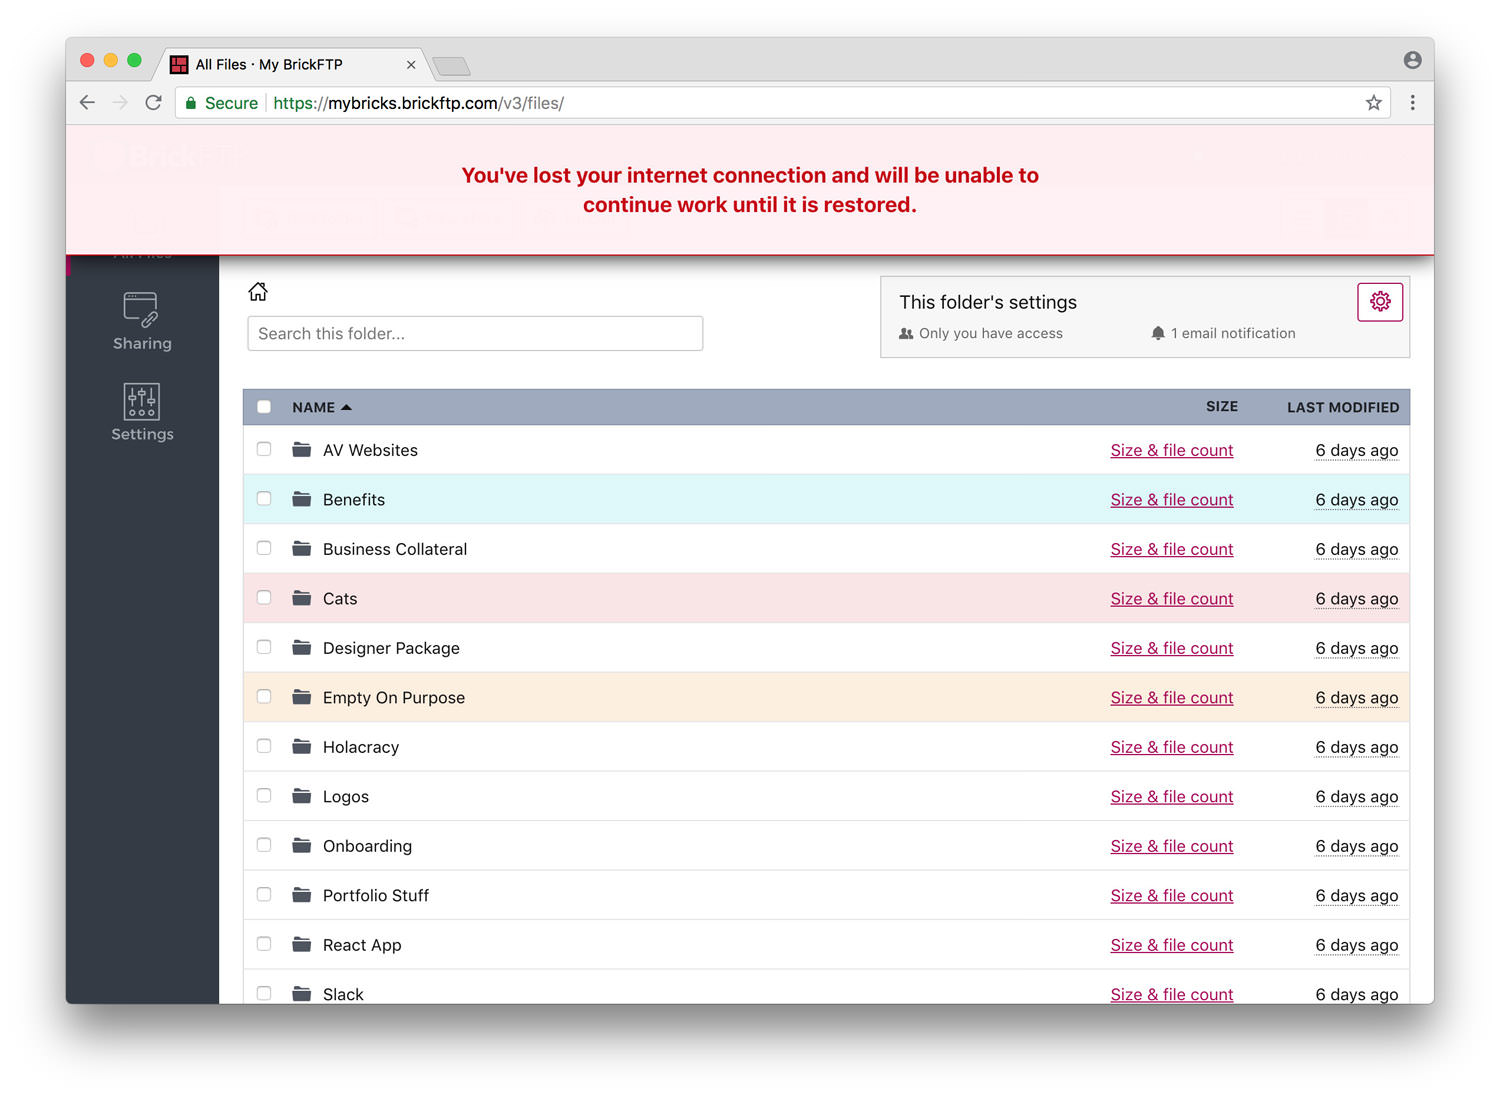 All Files · My BrickFTP
Secure https://mybricks.brickftp.com/v3/files/
You've lost your internet connection and will be unable to
continue work until it is restored.
All Files
Sharing
Settings
Search this folder...
This folder's settings
Only you have access 1 email notification
NAME SIZE LAST MODIFIED
AV Websites Size & file count 6 days ago
Benefits Size & file count 6 days ago
Business Collateral Size & file count 6 days ago
Cats Size & file count 6 days ago
Designer Package Size & file count 6 days ago
Empty On Purpose Size & file count 6 days ago
Holacracy Size & file count 6 days ago
Logos Size & file count 6 days ago
Onboarding Size & file count 6 days ago
Portfolio Stuff Size & file count 6 days ago
React App Size & file count 6 days ago
Slack Size & file count 6 days ago